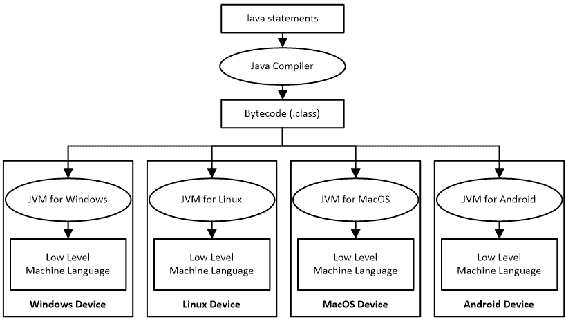 Java statements
Java Compiler
Bytecode (.class)
JVM for Windows
JVM for Linux
JVM for MacOS
JVM for Android
Low Level
Machine Language
Low Level
Machine Language
Low Level
Machine Language
Low Level
Machine Language
Windows Device
Linux Device
MacOS Device
Android Device